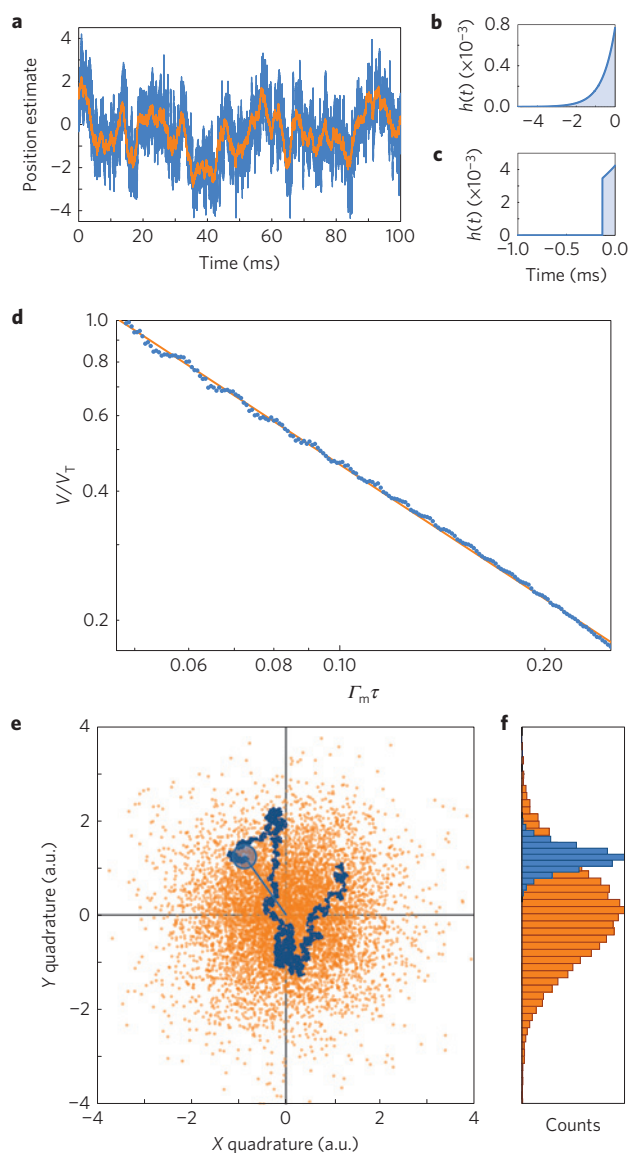 a
4
2
0
−2
−4
Position estimate
0
20
40
60
80
100
Time (ms)
b
0.8
0.4
0.0
h(t) (×10−3)
−4
−2
0
c
4
2
0
h(t) (×10−3)
−1.0
−0.5
0.0
Time (ms)
d
1.0
0.8
0.6
0.4
0.2
V/VT
0.06
0.08
0.10
0.20
Γmτ
e
4
2
0
−2
−4
Y quadrature (a.u.)
−4
−2
0
2
4
X quadrature (a.u.)
f
Counts